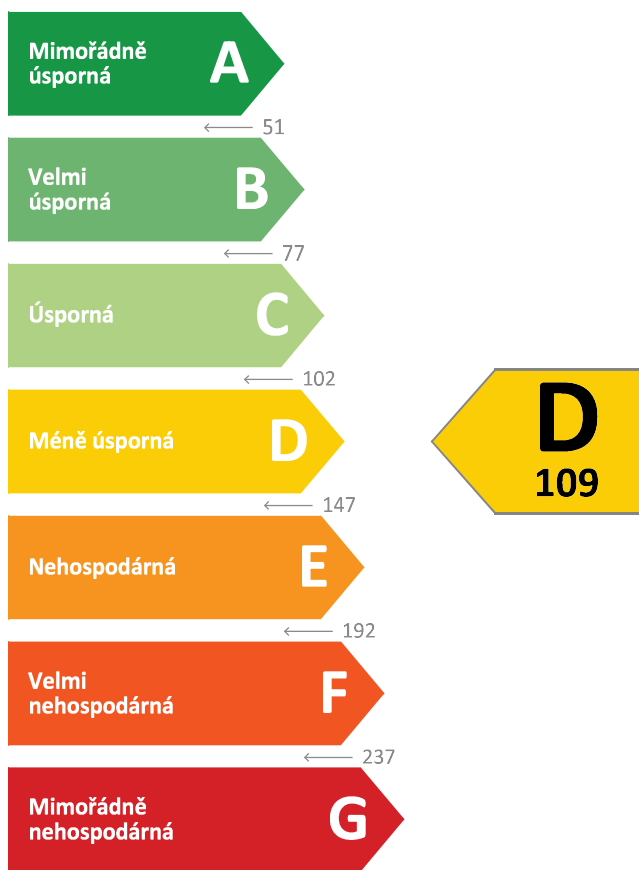 Mimořádně
úsporná
A
51
Velmi
úsporná
B
77
Úsporná
C
102
Méně úsporná
D
D
109
147
Nehospodárná
E
192
Velmi
nehospodárná
F
237
Mimořádně
nehospodárná
G